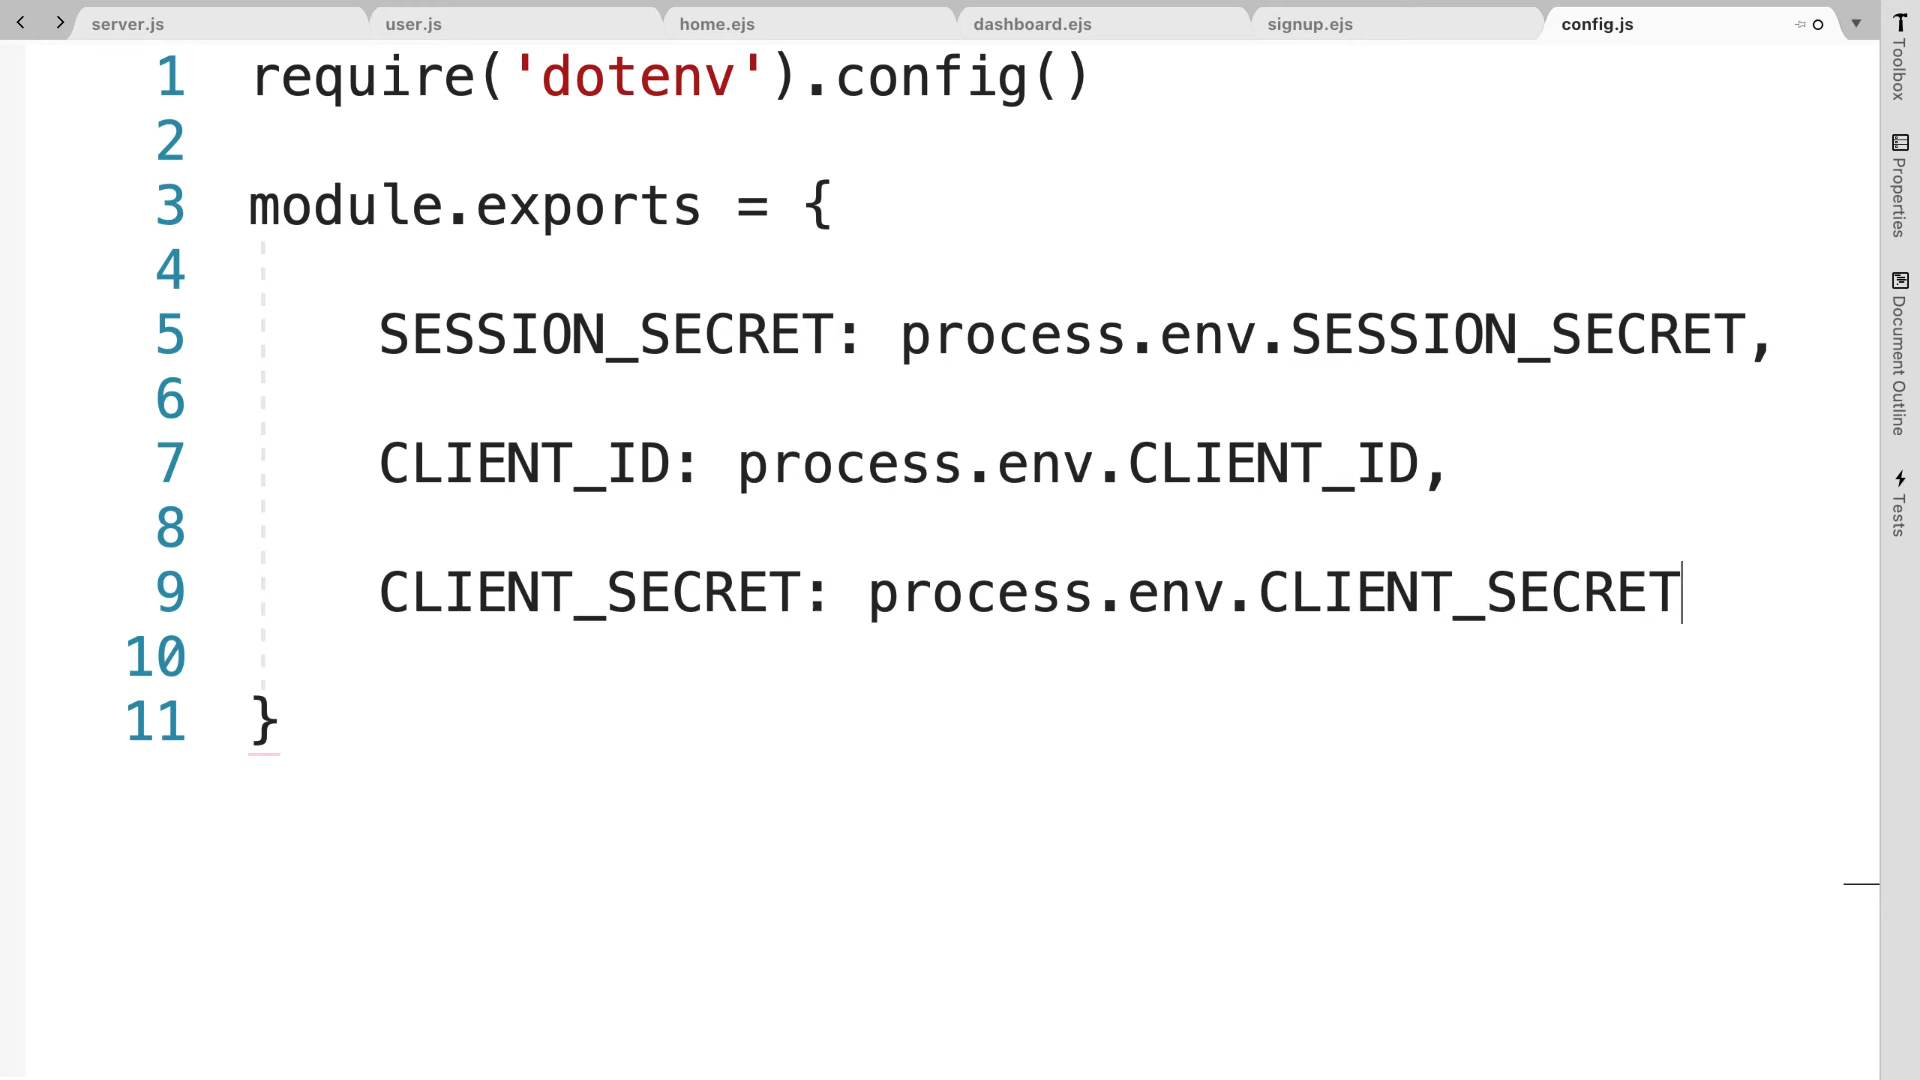 server.js user.js home.ejs dashboard.ejs signup.ejs config.js
1 require('dotenv').config()
2
3 module.exports = {
4
5 SESSION_SECRET: process.env.SESSION_SECRET,
6
7 CLIENT_ID: process.env.CLIENT_ID,
8
9 CLIENT_SECRET: process.env.CLIENT_SECRET
10
11 }
Toolbox
Properties
Document Outline
Tests